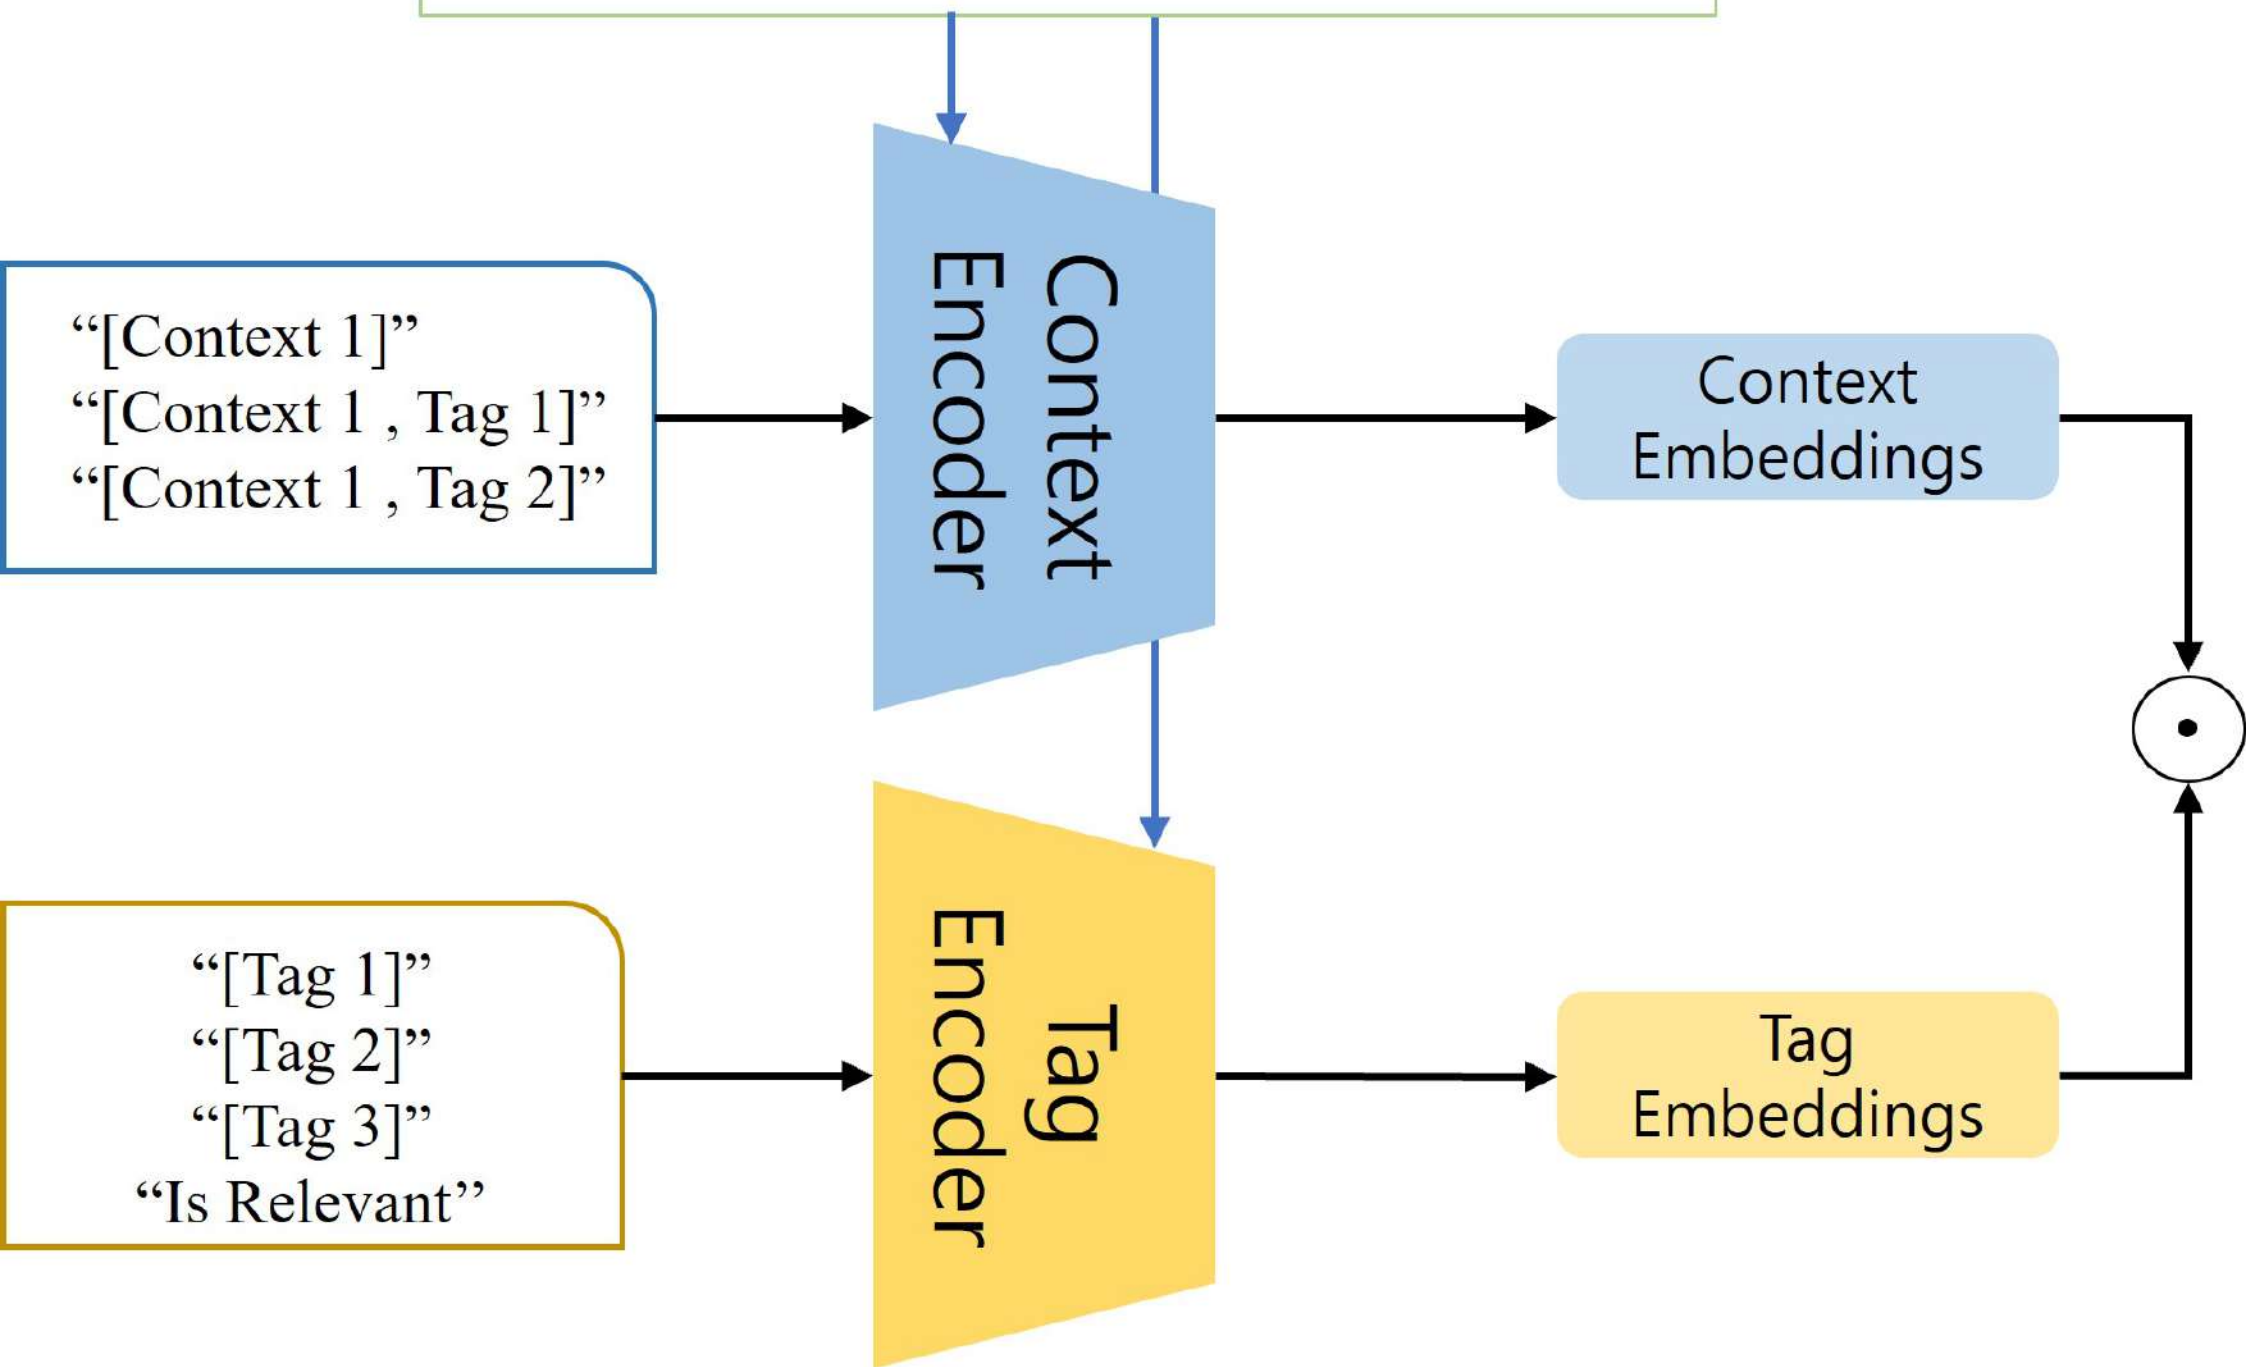 “[Context 1]”
“[Context 1 , Tag 1]”
“[Context 1 , Tag 2]”
Context
Encoder
Context
Embeddings
“[Tag 1]”
“[Tag 2]”
“[Tag 3]”
“Is Relevant”
Tag
Encoder
Tag
Embeddings